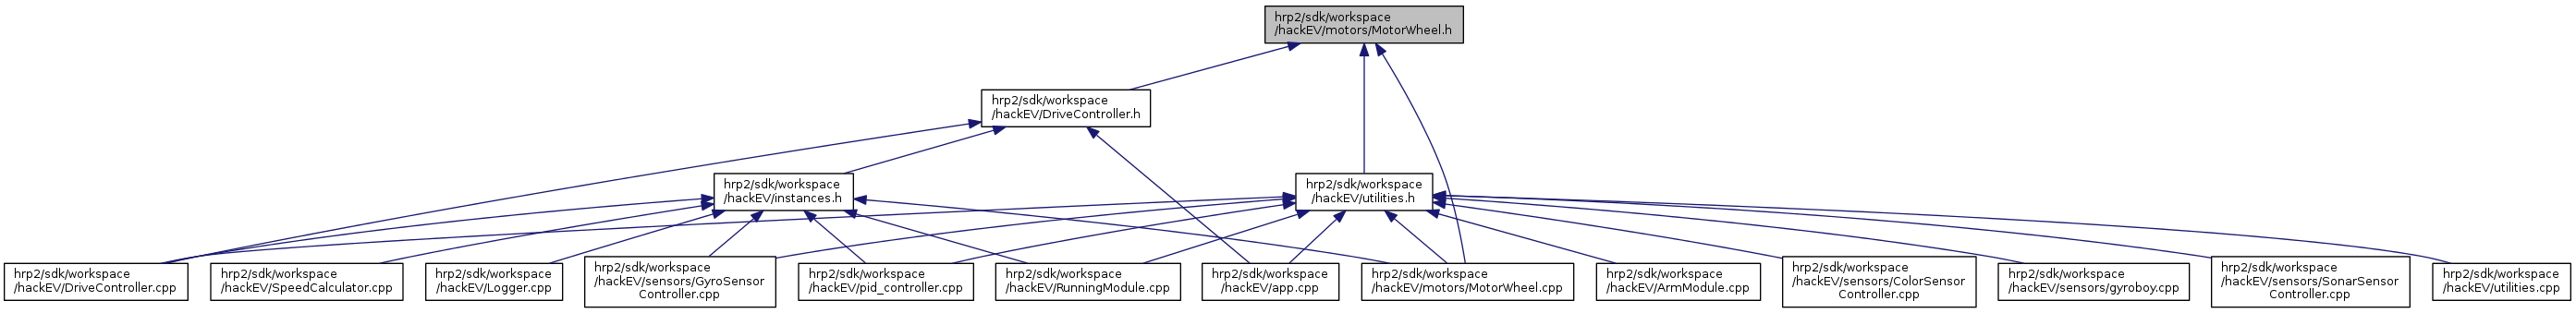 hrp2/sdk/workspace
/hackEV/motors/MotorWheel.h
hrp2/sdk/workspace
/hackEV/DriveController.h
hrp2/sdk/workspace
/hackEV/instances.h
hrp2/sdk/workspace
/hackEV/utilities.h
hrp2/sdk/workspace
/hackEV/DriveController.cpp
hrp2/sdk/workspace
/hackEV/SpeedCalculator.cpp
hrp2/sdk/workspace
/hackEV/Logger.cpp
hrp2/sdk/workspace
/hackEV/sensors/GyroSensor
Controller.cpp
hrp2/sdk/workspace
/hackEV/pid_controller.cpp
hrp2/sdk/workspace
/hackEV/RunningModule.cpp
hrp2/sdk/workspace
/hackEV/app.cpp
hrp2/sdk/workspace
/hackEV/motors/MotorWheel.cpp
hrp2/sdk/workspace
/hackEV/ArmModule.cpp
hrp2/sdk/workspace
/hackEV/sensors/ColorSensor
Controller.cpp
hrp2/sdk/workspace
/hackEV/sensors/gyroboy.cpp
hrp2/sdk/workspace
/hackEV/sensors/SonarSensor
Controller.cpp
hrp2/sdk/workspace
/hackEV/utilities.cpp